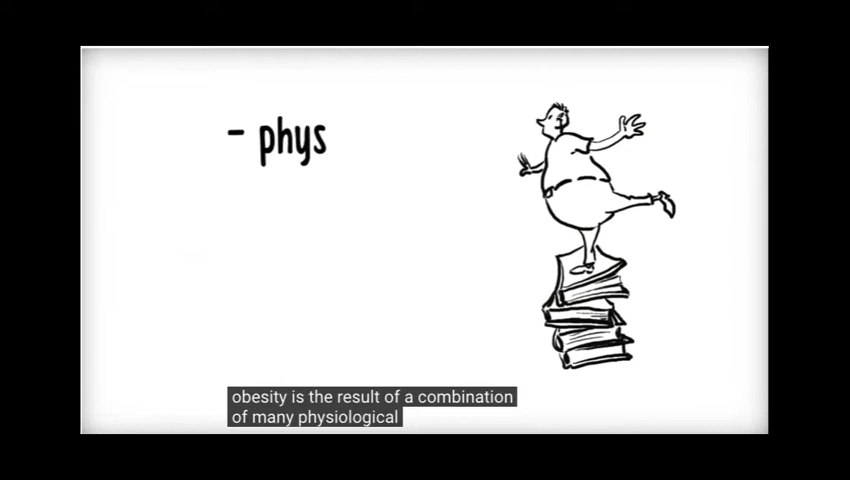 - phys
obesity is the result of a combination
of many physiological